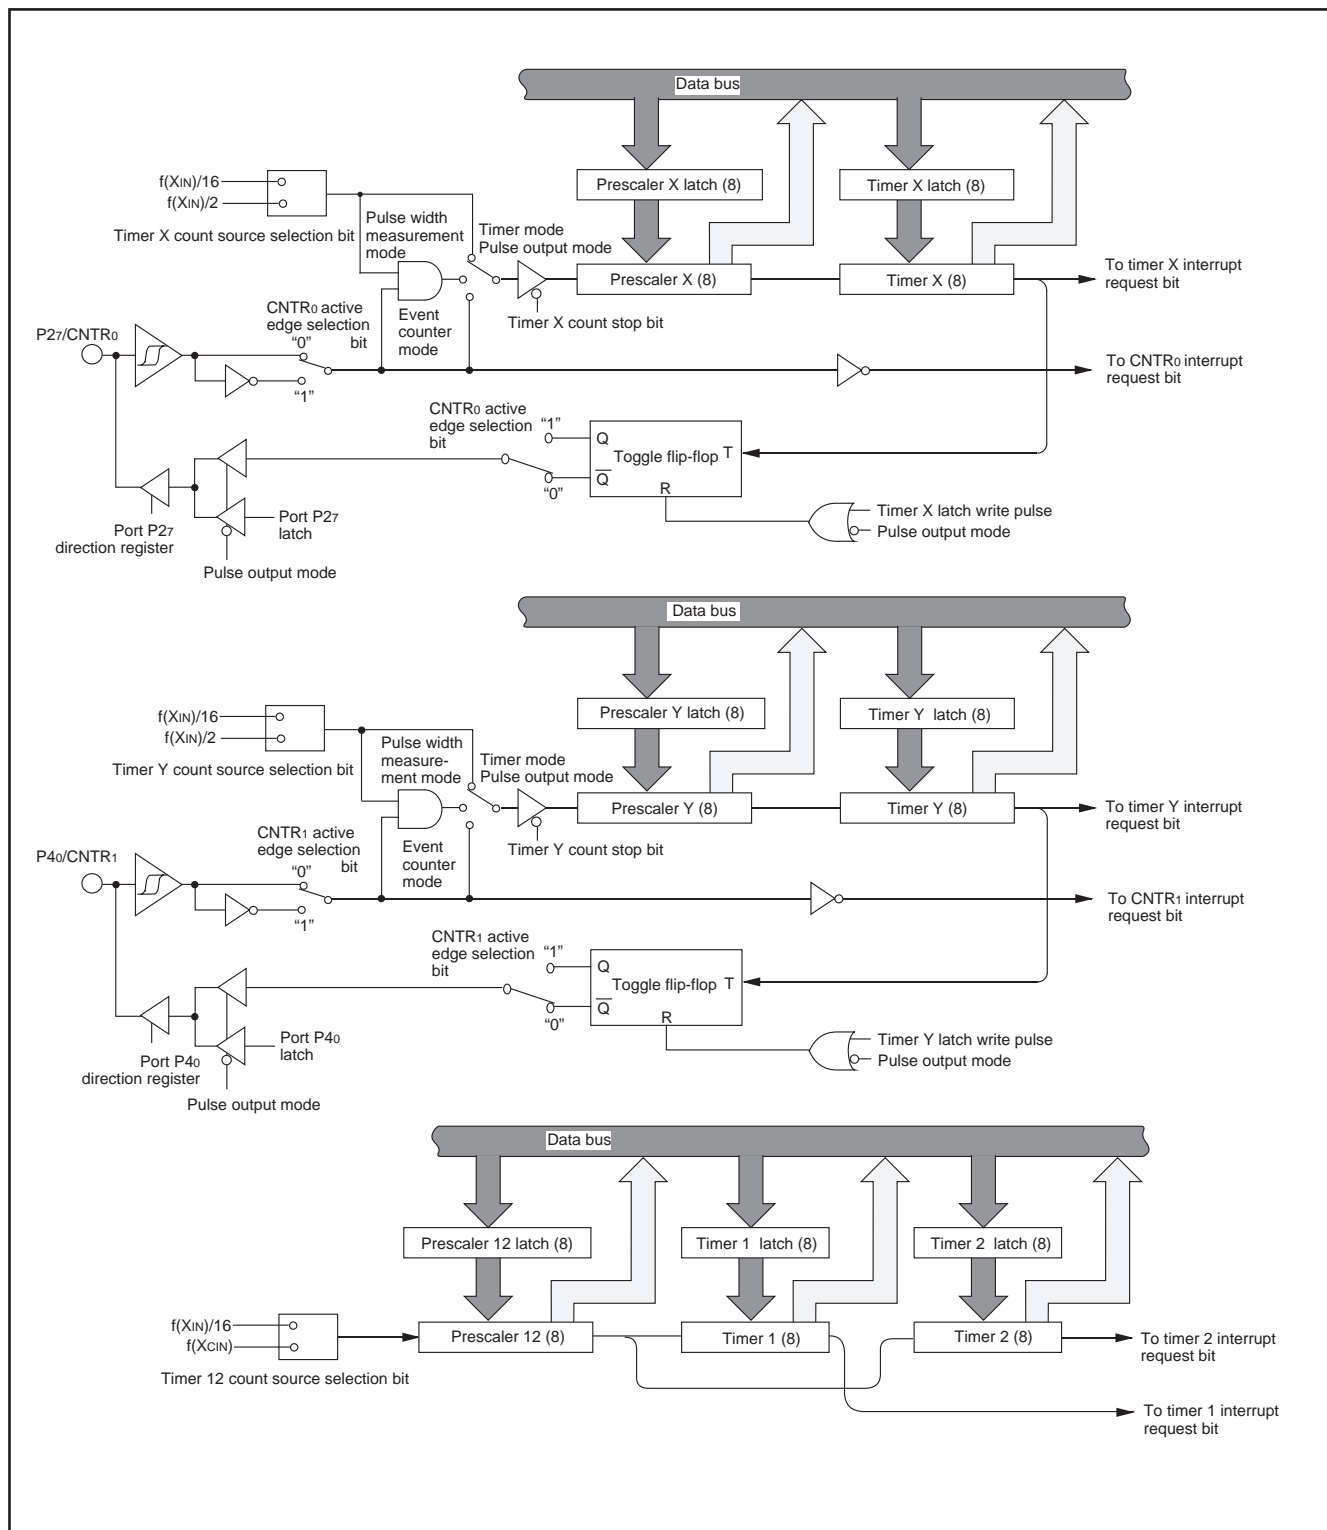 Data bus
f(XIN)/16
f(XIN)/2
Timer X count source selection bit
Prescaler X latch (8)
Timer X latch (8)
Pulse width
measurement
mode
Timer mode
Pulse output mode
Prescaler X (8)
Timer X (8)
To timer X interrupt
request bit
Timer X count stop bit
Event
counter
mode
CNTR0 active
edge selection
bit
P27/CNTR0
“0”
“1”
To CNTR0 interrupt
request bit
CNTR0 active
edge selection
bit
“1”
“0”
Q
Toggle flip-flop
T
Q
R
Timer X latch write pulse
Pulse output mode
Port P27
latch
Port P27
direction register
Pulse output mode
Data bus
f(XIN)/16
f(XIN)/2
Timer Y count source selection bit
Prescaler Y latch (8)
Timer Y latch (8)
Pulse width
measure-
ment mode
Timer mode
Pulse output mode
Prescaler Y (8)
Timer Y (8)
To timer Y interrupt
request bit
Timer Y count stop bit
Event
counter
mode
CNTR1 active
edge selection
bit
P40/CNTR1
“0”
“1”
To CNTR1 interrupt
request bit
CNTR1 active
edge selection
bit
“1”
“0”
Q
Toggle flip-flop
T
Q
R
Timer Y latch write pulse
Pulse output mode
Port P40
latch
Port P40
direction register
Pulse output mode
Data bus
Prescaler 12 latch (8)
Timer 1 latch (8)
Timer 2 latch (8)
f(XIN)/16
f(XCIN)
Timer 12 count source selection bit
Prescaler 12 (8)
Timer 1 (8)
Timer 2 (8)
To timer 2 interrupt
request bit
To timer 1 interrupt
request bit